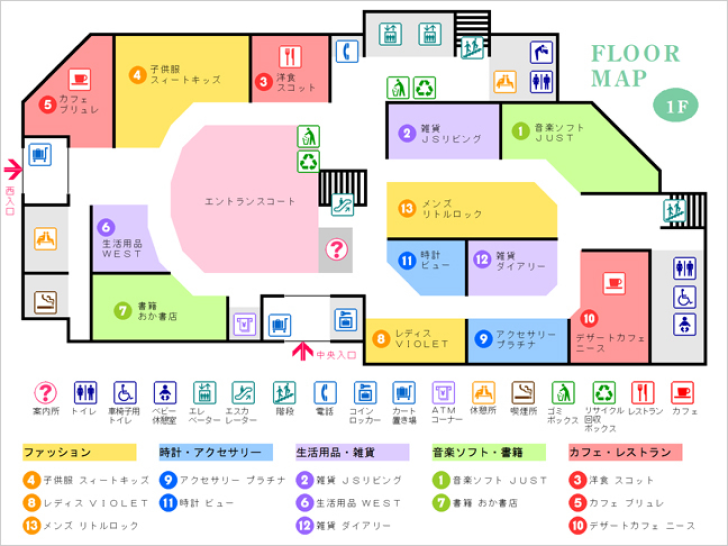 FLOOR
MAP
1F
4 子供服
スィートキッズ
3 洋食
スコット
5 カフェ
ブリュレ
2 雑貨
JSリビング
1 音楽ソフト
JUST
西入口
エントランスコート
13 メンズ
リトルロック
6
生活用品
WEST
11 時計
ビュー
12 雑貨
ダイアリー
7 書籍
おか書店
8 レディス
VIOLET
9 アクセサリー
プラチナ
10
デザートカフェ
ニース
中央入口
案内所
トイレ
車椅子用
トイレ
ベビー
休憩室
エレ
ベーター
エスカ
レーター
階段
電話
コイン
ロッカー
カート
置き場
ATM
コーナー
休憩所
喫煙所
ゴミ
ボックス
リサイクル
回収
ボックス
レストラン
カフェ
ファッション
4 子供服 スィートキッズ
8 レディス VIOLET
13 メンズ リトルロック
時計・アクセサリー
9 アクセサリー プラチナ
11 時計 ビュー
生活用品・雑貨
2 雑貨 JSリビング
6 生活用品 WEST
12 雑貨 ダイアリー
音楽ソフト・書籍
1 音楽ソフト JUST
7 書籍 おか書店
カフェ・レストラン
3 洋食 スコット
5 カフェ ブリュレ
10 デザートカフェ ニース